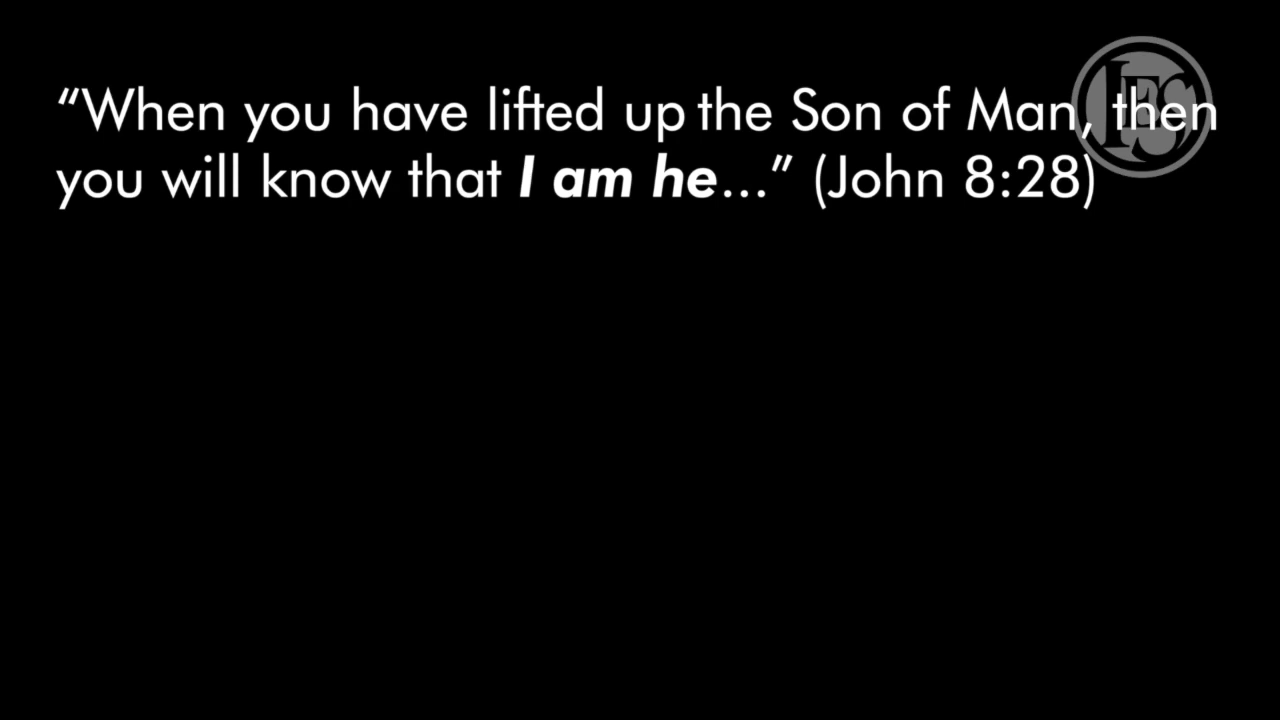 “When you have lifted up the Son of Man, then
you will know that I am he...” (John 8:28)
IES